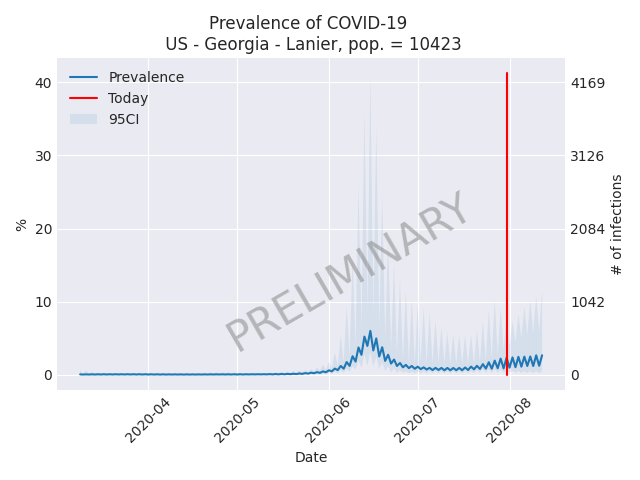 Prevalence of COVID-19
US - Georgia - Lanier, pop. = 10423
Prevalence
Today
95CI
40
30
20
10
0
%
4169
3126
2084
1042
0
# of infections
PRELIMINARY
2020-04
2020-05
2020-06
2020-07
2020-08
Date